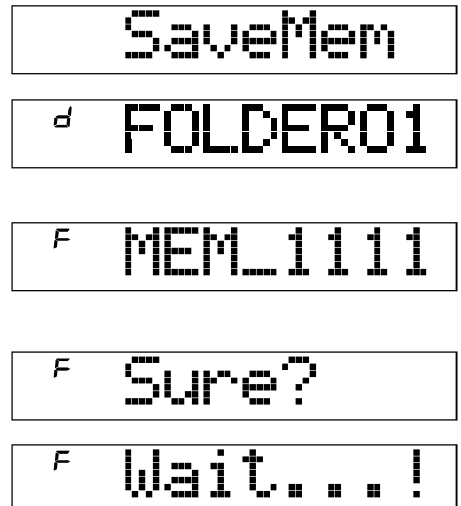 SaveMem
d FOLDER01
F MEM_1111
F Sure?
F Wait...!